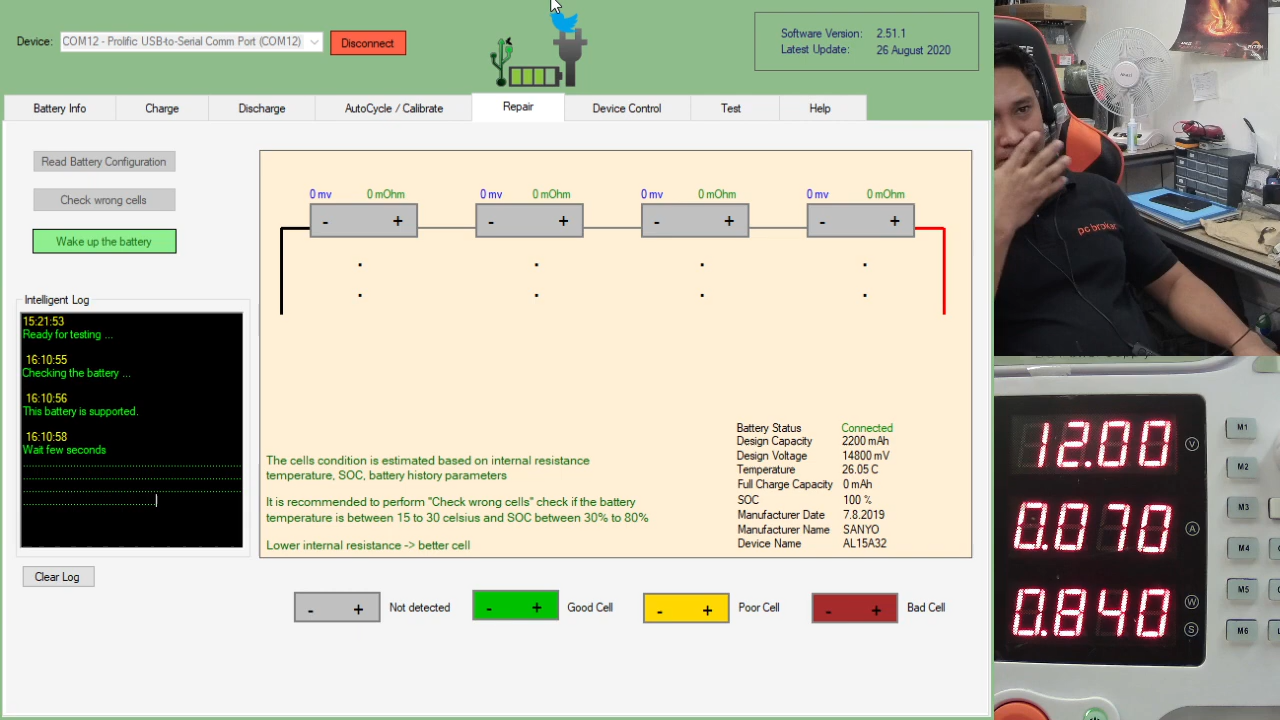 Device:
COM12 - Prolific USB-to-Serial Comm Port (COM12)
Disconnect
Software Version: 2.51.1
Latest Update: 26 August 2020
Battery Info
Charge
Discharge
AutoCycle / Calibrate
Repair
Device Control
Test
Help
Read Battery Configuration
Check wrong cells
Wake up the battery
0 mv 0 mOhm 0 mv 0 mOhm 0 mv 0 mOhm 0 mv 0 mOhm
- + - + - + - +
Intelligent Log
15:21:53
Ready for testing ...
16:10:55
Checking the battery ...
16:10:56
This battery is supported.
16:10:58
Wait few seconds
Clear Log
The cells condition is estimated based on internal resistance
temperature, SOC, battery history parameters
It is recommended to perform "Check wrong cells" check if the battery
temperature is between 15 to 30 celsius and SOC between 30% to 80%
Lower internal resistance -> better cell
Battery Status Connected
Design Capacity 2200 mAh
Design Voltage 14800 mV
Temperature 26.05 C
Full Charge Capacity 0 mAh
SOC 100 %
Manufacturer Date 7.8.2019
Manufacturer Name SANYO
Device Name AL15A32
- + Not detected
- + Good Cell
- + Poor Cell
- + Bad Cell
pc broker
12.00 V
0.070 A
0.840 W
S
M1
M2
M3
M4
M5
M6